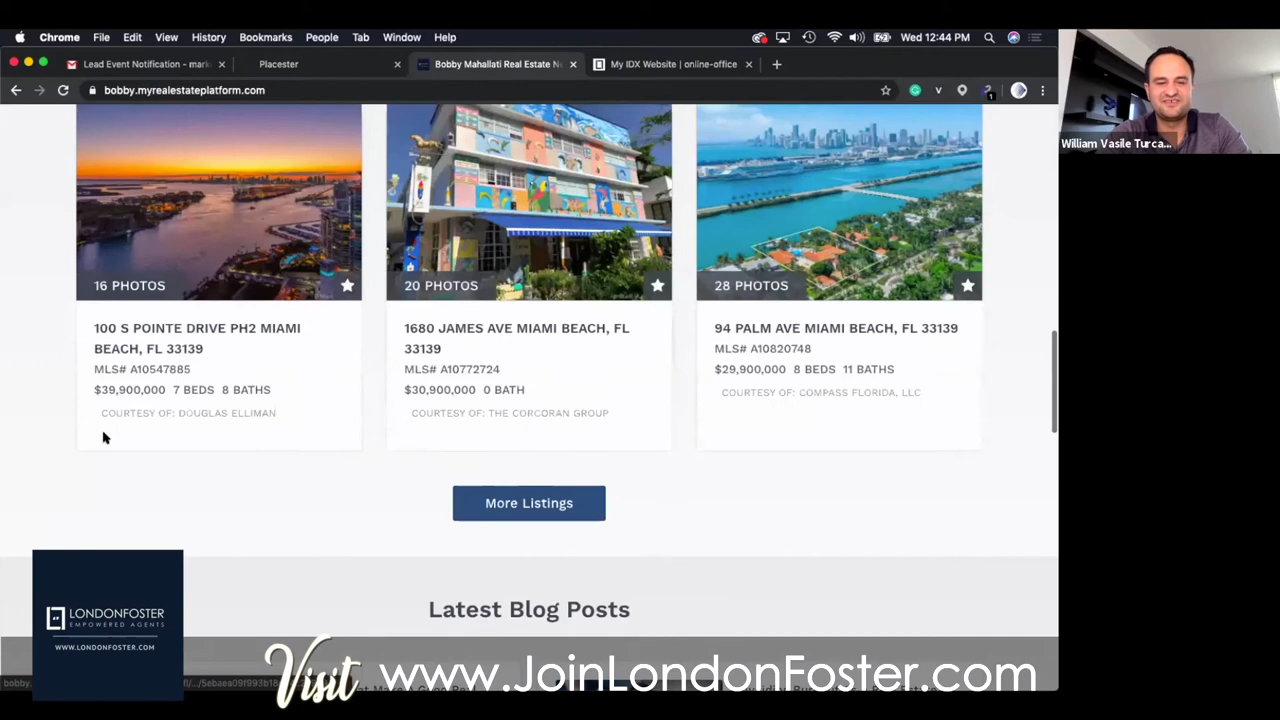 Chrome File Edit View History Bookmarks People Tab Window Help Wed 12:44 PM
Lead Event Notification - mark
Placester
Bobby Mahallati Real Estate Ne
My IDX Website | online-office
bobby.myrealestateplatform.com
William Vasile Turca...
16 PHOTOS
20 PHOTOS
28 PHOTOS
100 S POINTE DRIVE PH2 MIAMI
BEACH, FL 33139
MLS# A10547885
$39,900,000 7 BEDS 8 BATHS
COURTESY OF: DOUGLAS ELLIMAN
1680 JAMES AVE MIAMI BEACH, FL
33139
MLS# A10772724
$30,900,000 0 BATH
COURTESY OF: THE CORCORAN GROUP
94 PALM AVE MIAMI BEACH, FL 33139
MLS# A10820748
$29,900,000 8 BEDS 11 BATHS
COURTESY OF: COMPASS FLORIDA, LLC
More Listings
Latest Blog Posts
LONDONFOSTER
EMPOWERED AGENTS
WWW.LONDONFOSTER.COM
Visit www.JoinLondonFoster.com